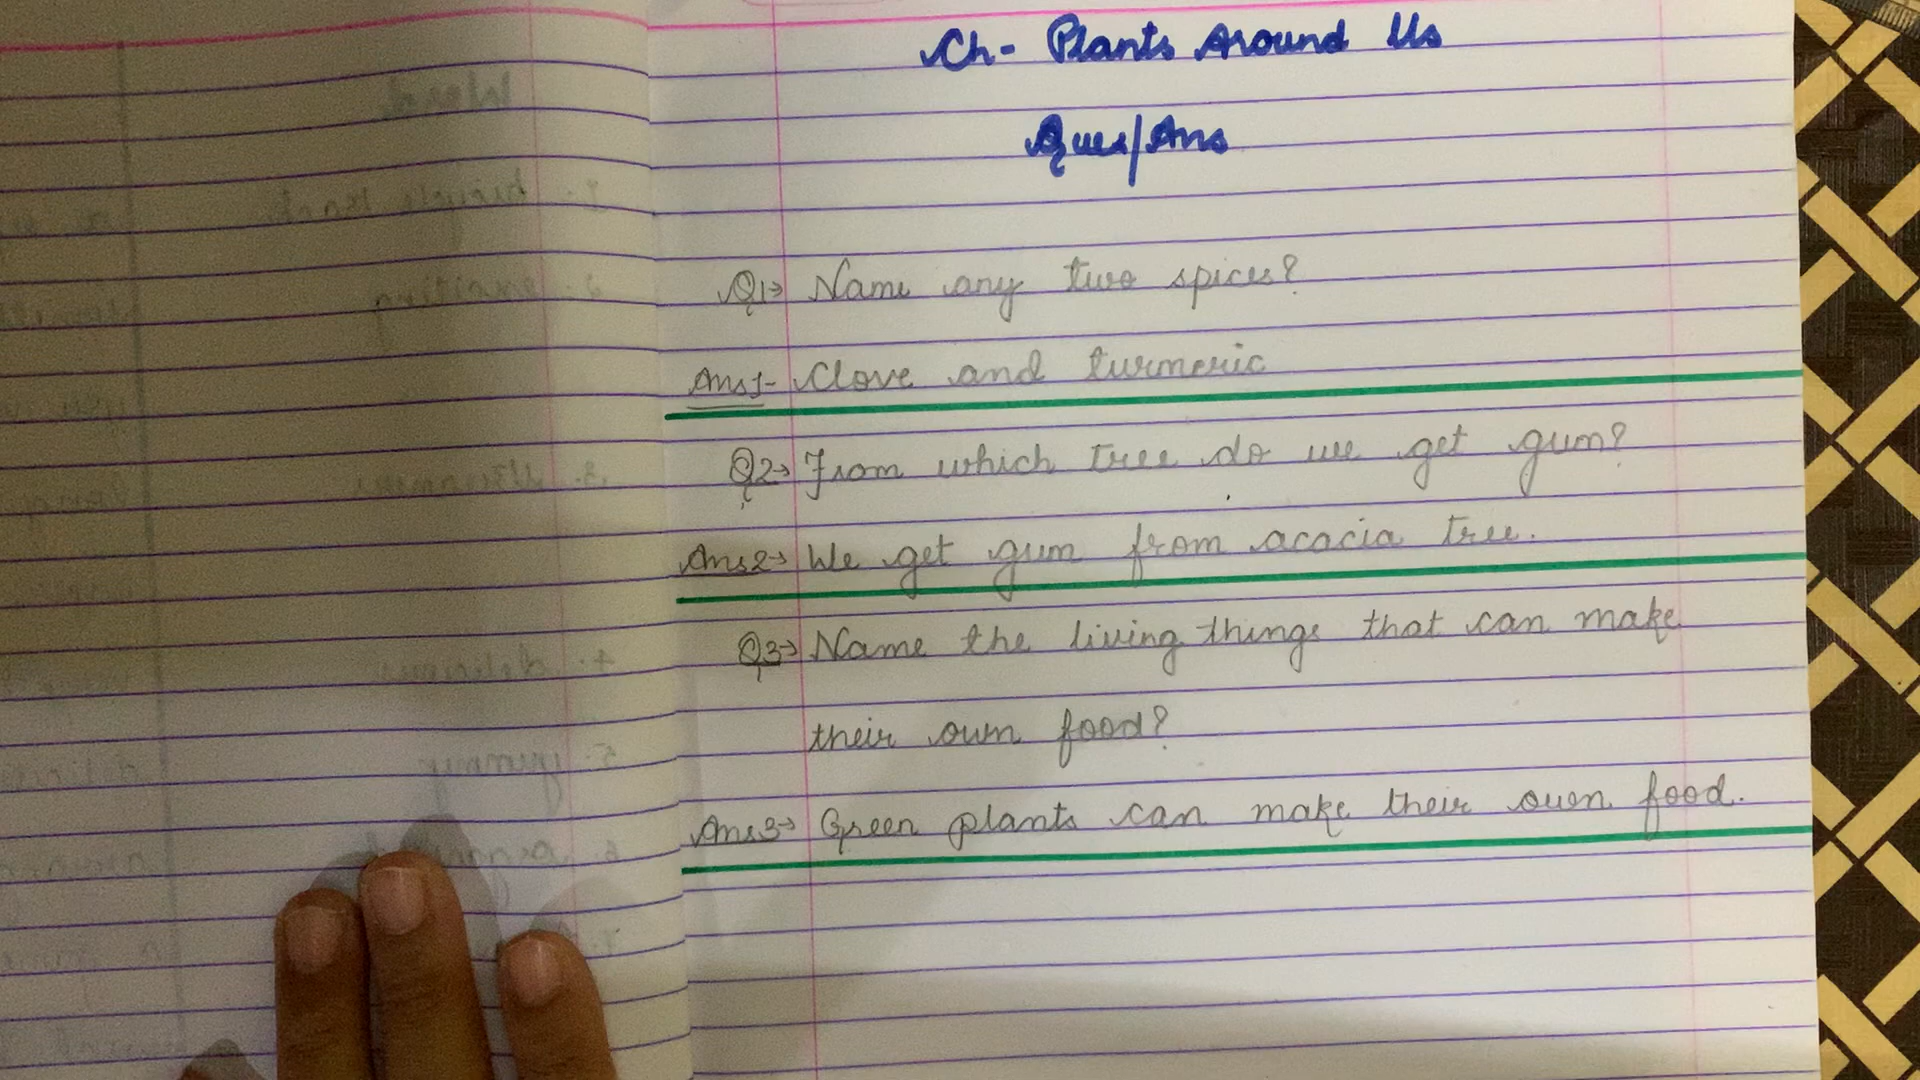 Ch- Plants Around Us
Ques/Ans
Q1→ Name any two spices?
Ans1- Clove and turmeric
Q2→ From which tree do we get gum?
Ans2→ We get gum from acacia tree.
Q3→ Name the living things that can make
their own food?
Ans3→ Green plants can make their own food.